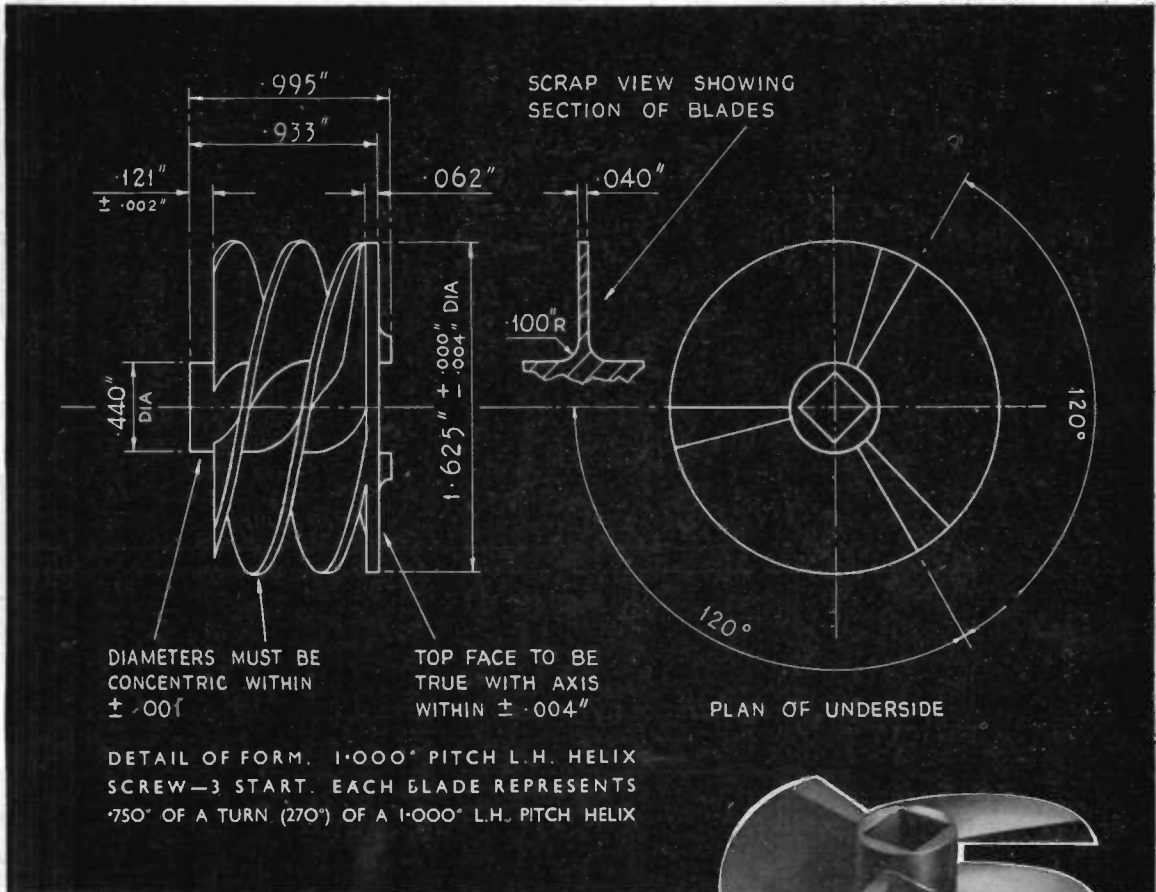 .995"
SCRAP VIEW SHOWING
SECTION OF BLADES
.933"
.121"
± .002"
.062"
.040"
.100"R
.440"
DIA
1.625" + .000" - .004" DIA
120°
120°
DIAMETERS MUST BE
CONCENTRIC WITHIN
± .001
TOP FACE TO BE
TRUE WITH AXIS
WITHIN ± .004"
PLAN OF UNDERSIDE
DETAIL OF FORM. 1·000" PITCH L.H. HELIX
SCREW—3 START. EACH BLADE REPRESENTS
·750" OF A TURN (270°) OF A 1·000" L.H. PITCH HELIX